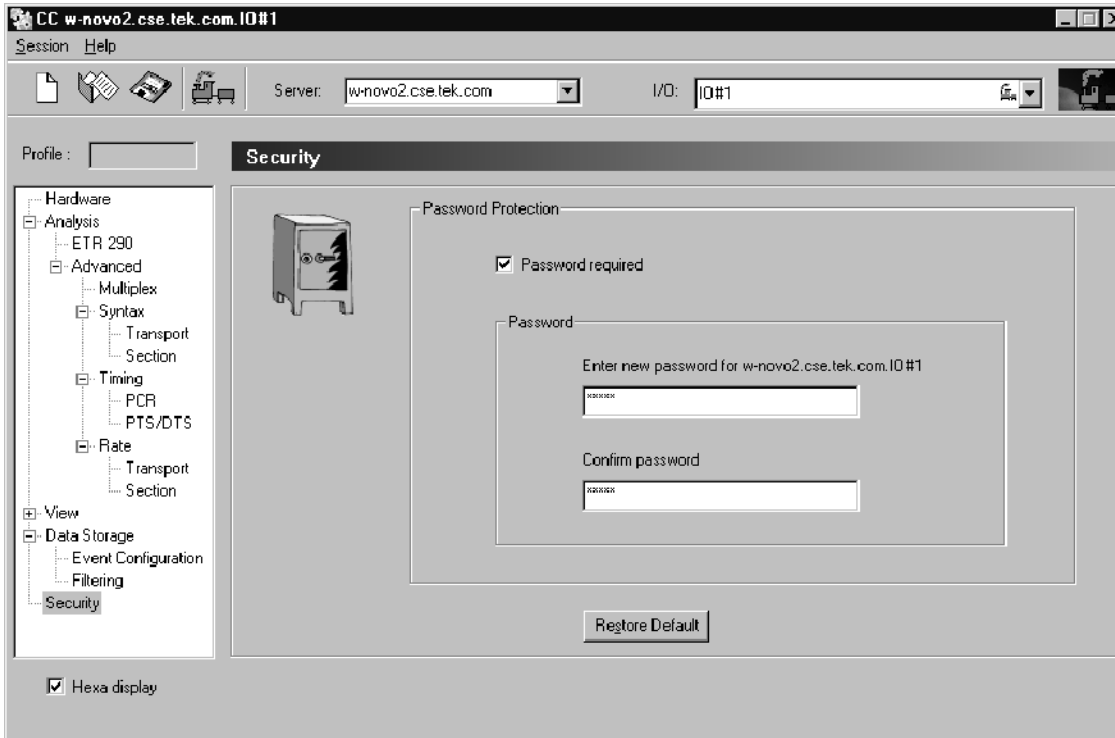 CC w-novo2.cse.tek.com.IO#1
Session Help
Server: w-novo2.cse.tek.com I/O: IO#1
Profile :
Security
Hardware
Analysis
ETR 290
Advanced
Multiplex
Syntax
Transport
Section
Timing
PCR
PTS/DTS
Rate
Transport
Section
View
Data Storage
Event Configuration
Filtering
Security
Password Protection
Password required
Password
Enter new password for w-novo2.cse.tek.com.IO#1
*****
Confirm password
*****
Restore Default
Hexa display